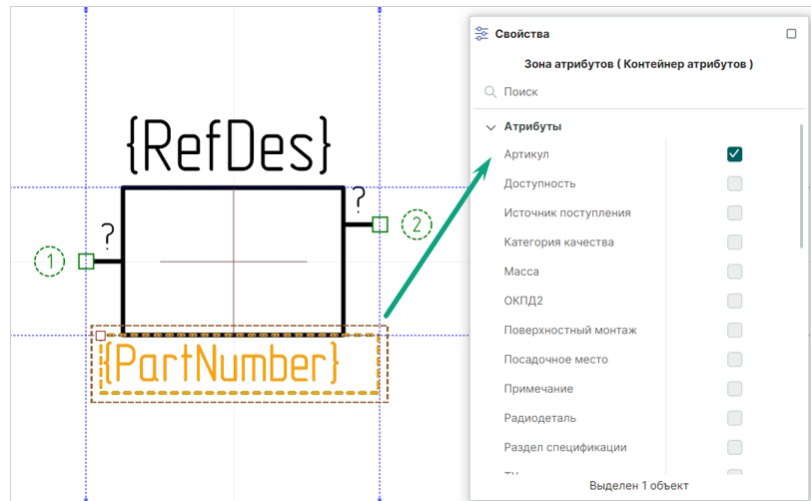 {RefDes}
?
?
1
2
{PartNumber}
Свойства
Зона атрибутов ( Контейнер атрибутов )
Поиск
Атрибуты
Артикул
Доступность
Источник поступления
Категория качества
Масса
ОКПД2
Поверхностный монтаж
Посадочное место
Примечание
Радиодеталь
Раздел спецификации
Выделен 1 объект